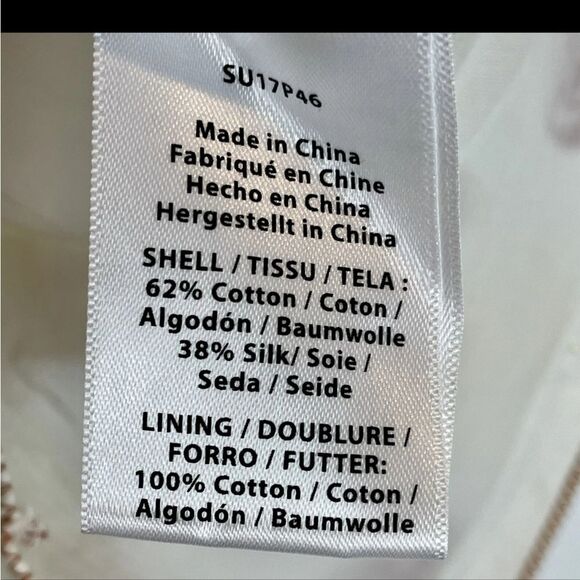 SU17P46
Made in China
Fabriqué en Chine
Hecho en China
Hergestellt in China
SHELL / TISSU / TELA :
62% Cotton / Coton /
Algodón / Baumwolle
38% Silk/ Soie /
Seda / Seide
LINING / DOUBLURE /
FORRO / FUTTER:
100% Cotton / Coton /
Algodón / Baumwolle